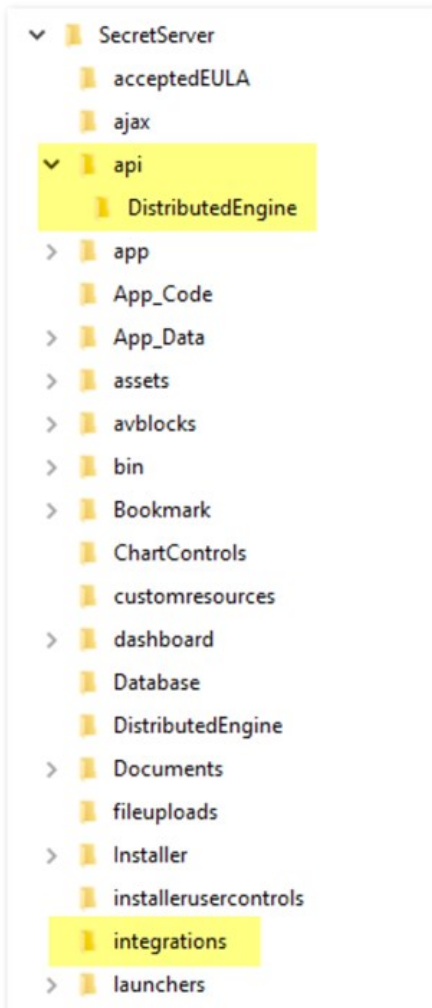 SecretServer
acceptedEULA
ajax
api
DistributedEngine
app
App_Code
App_Data
assets
avblocks
bin
Bookmark
ChartControls
customresources
dashboard
Database
DistributedEngine
Documents
fileuploads
Installer
installerusercontrols
integrations
launchers